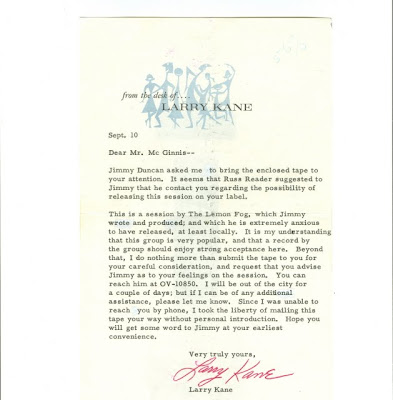 from the desk of.....
LARRY KANE
Sept. 10
Dear Mr. Mc Ginnis--
Jimmy Duncan asked me to bring the enclosed tape to
your attention. It seems that Russ Reader suggested to
Jimmy that he contact you regarding the possibility of
releasing this session on your label.
This is a session by The Lemon Fog, which Jimmy
wrote and produced; and which he is extremely anxious
to have released, at least locally. It is my understanding
that this group is very popular, and that a record by
the group should enjoy strong acceptance here. Beyond
that, I do nothing more than submit the tape to you for
your careful consideration, and request that you advise
Jimmy as to your feelings on the session. You can
reach him at OV-10850. I will be out of the city for
a couple of days; but if I can be of any additional
assistance, please let me know. Since I was unable to
reach you by phone, I took the liberty of mailing this
tape your way without personal introduction. Hope you
will get some word to Jimmy at your earliest
convenience.
Very truly yours,
Larry Kane
Larry Kane